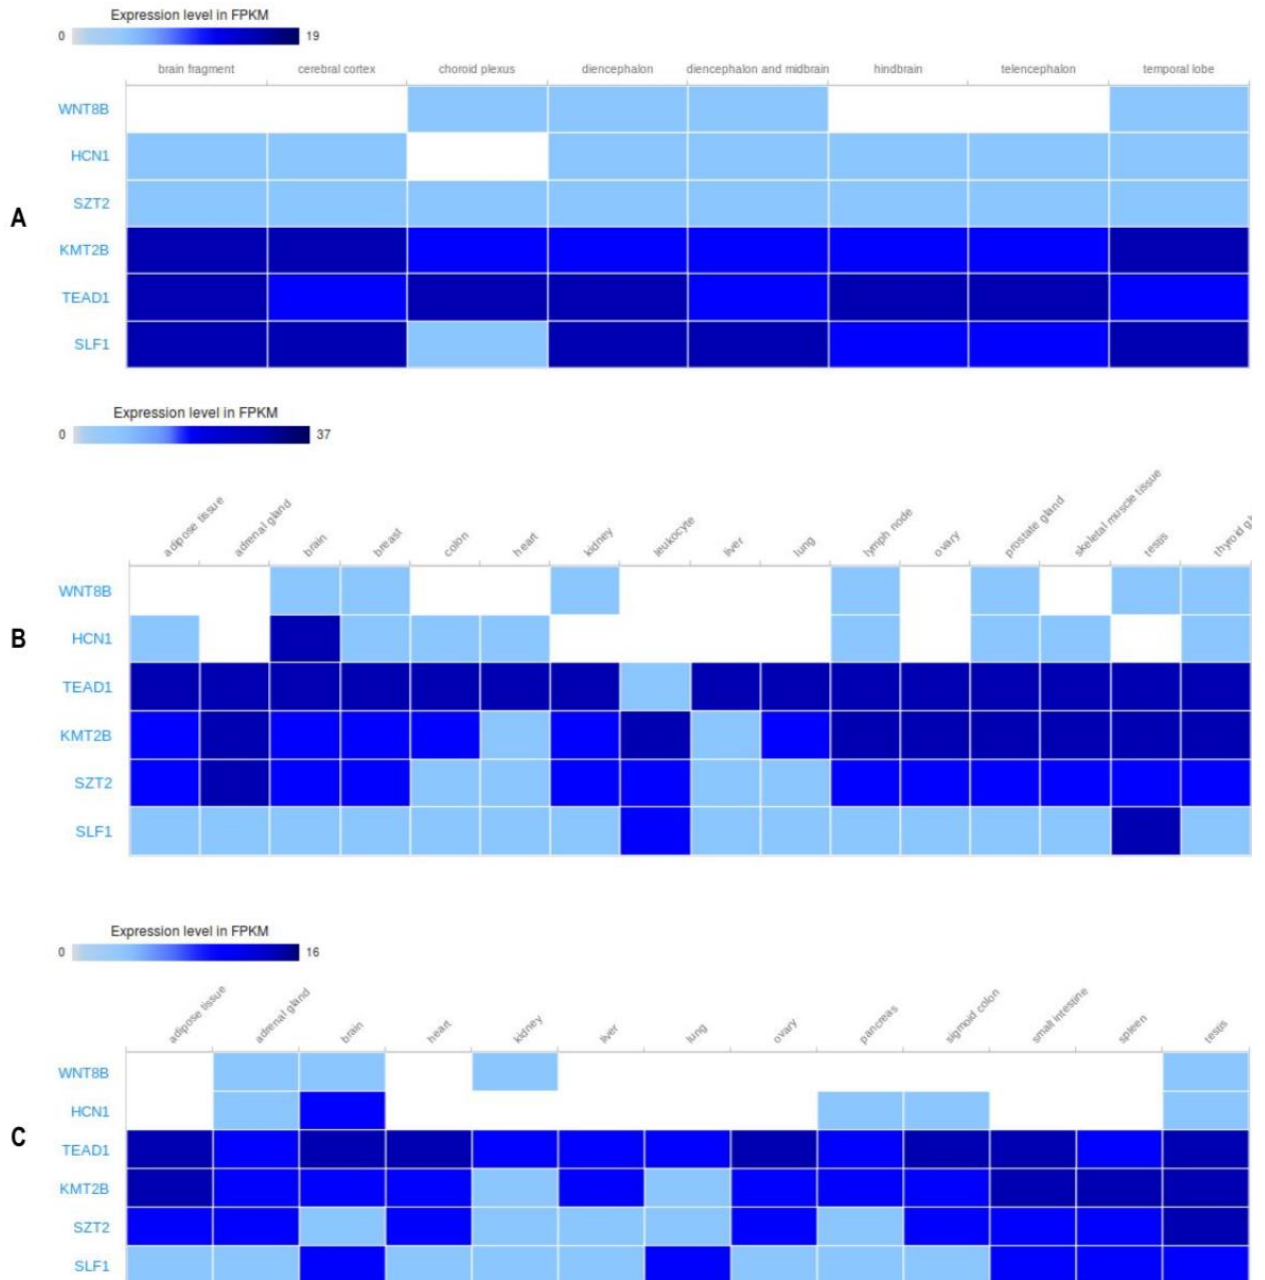 Expression level in FPKM
0 19
brain fragment cerebral cortex choroid plexus diencephalon diencephalon and midbrain hindbrain telencephalon temporal lobe
WNT8B
HCN1
SZT2
A
KMT2B
TEAD1
SLF1
Expression level in FPKM
0 37
adipose tissue adrenal gland brain breast colon heart kidney leukocyte liver lung lymph node ovary prostate gland skeletal muscle tissue testis thyroid gl
WNT8B
B
HCN1
TEAD1
KMT2B
SZT2
SLF1
Expression level in FPKM
0 16
adipose tissue adrenal gland brain heart kidney liver lung ovary pancreas sigmoid colon small intestine spleen testis
WNT8B
HCN1
C
TEAD1
KMT2B
SZT2
SLF1